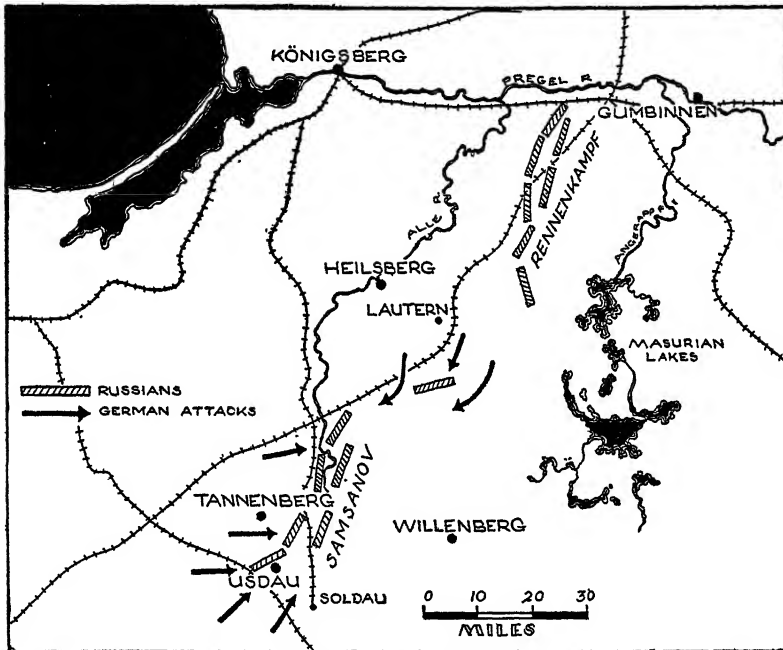 KÖNIGSBERG
PREGEL R.
GUMBINNEN
ALLE R.
RENNENKAMPF
ANGERAPP R.
HEILSBERG
LAUTERN
MASURIAN
LAKES
RUSSIANS
GERMAN ATTACKS
TANNENBERG
SAMSANOV
WILLENBERG
USDAU
SOLDAU
0 10 20 30
MILES